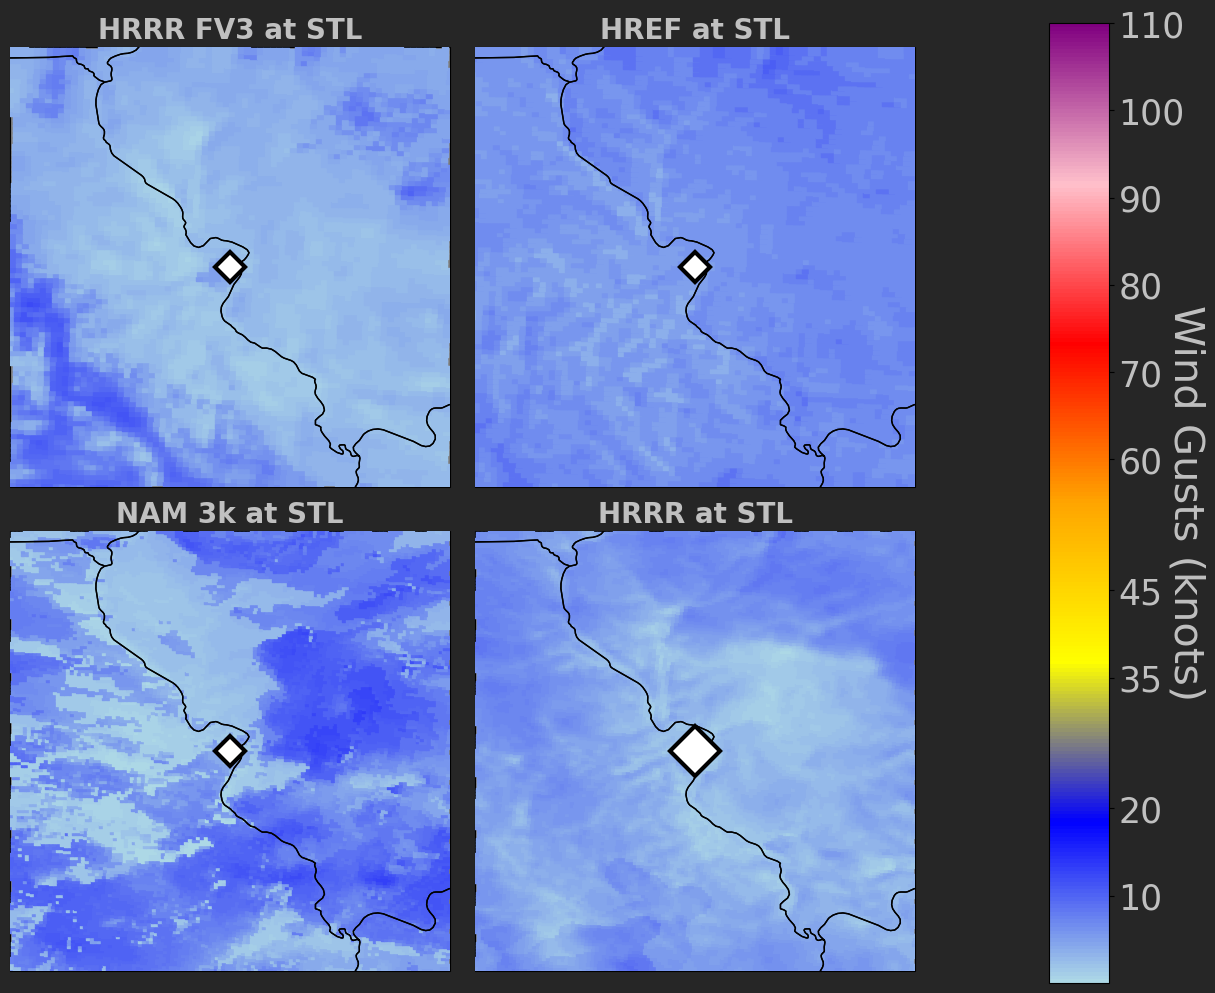 HRRR FV3 at STL
HREF at STL
NAM 3k at STL
HRRR at STL
110
100
90
80
70
60
45
35
20
10
Wind Gusts (knots)